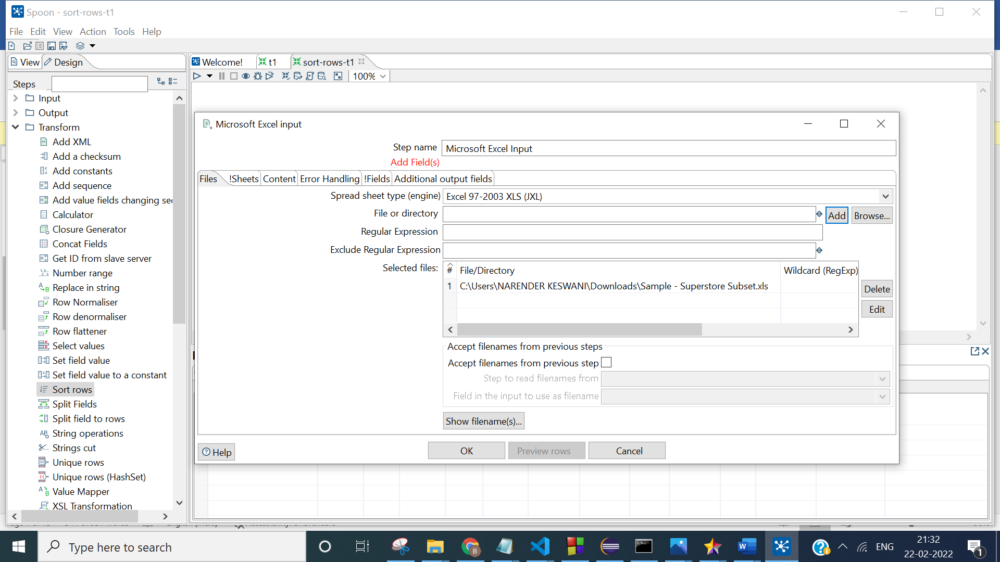 Spoon - sort-rows-t1
File Edit View Action Tools Help
View Design
Welcome! t1 sort-rows-t1
100%
Steps
Input
Output
Transform
Add XML
Add a checksum
Add constants
Add sequence
Add value fields changing se
Calculator
Closure Generator
Concat Fields
Get ID from slave server
Number range
Replace in string
Row Normaliser
Row denormaliser
Row flattener
Select values
Set field value
Set field value to a constant
Sort rows
Split Fields
Split field to rows
String operations
Strings cut
Unique rows
Unique rows (HashSet)
Value Mapper
XSL Transformation
Microsoft Excel input
Step name Microsoft Excel Input
Add Field(s)
Files !Sheets Content Error Handling !Fields Additional output fields
Spread sheet type (engine) Excel 97-2003 XLS (JXL)
File or directory Add Browse...
Regular Expression
Exclude Regular Expression
Selected files: # File/Directory Wildcard (RegExp)
1 C:\Users\NARENDER KESWANI\Downloads\Sample - Superstore Subset.xls
Delete
Edit
Accept filenames from previous steps
Accept filenames from previous step
Step to read filenames from
Field in the input to use as filename
Show filename(s)...
Help OK Preview rows Cancel
Type here to search
ENG
21:32
22-02-2022
1